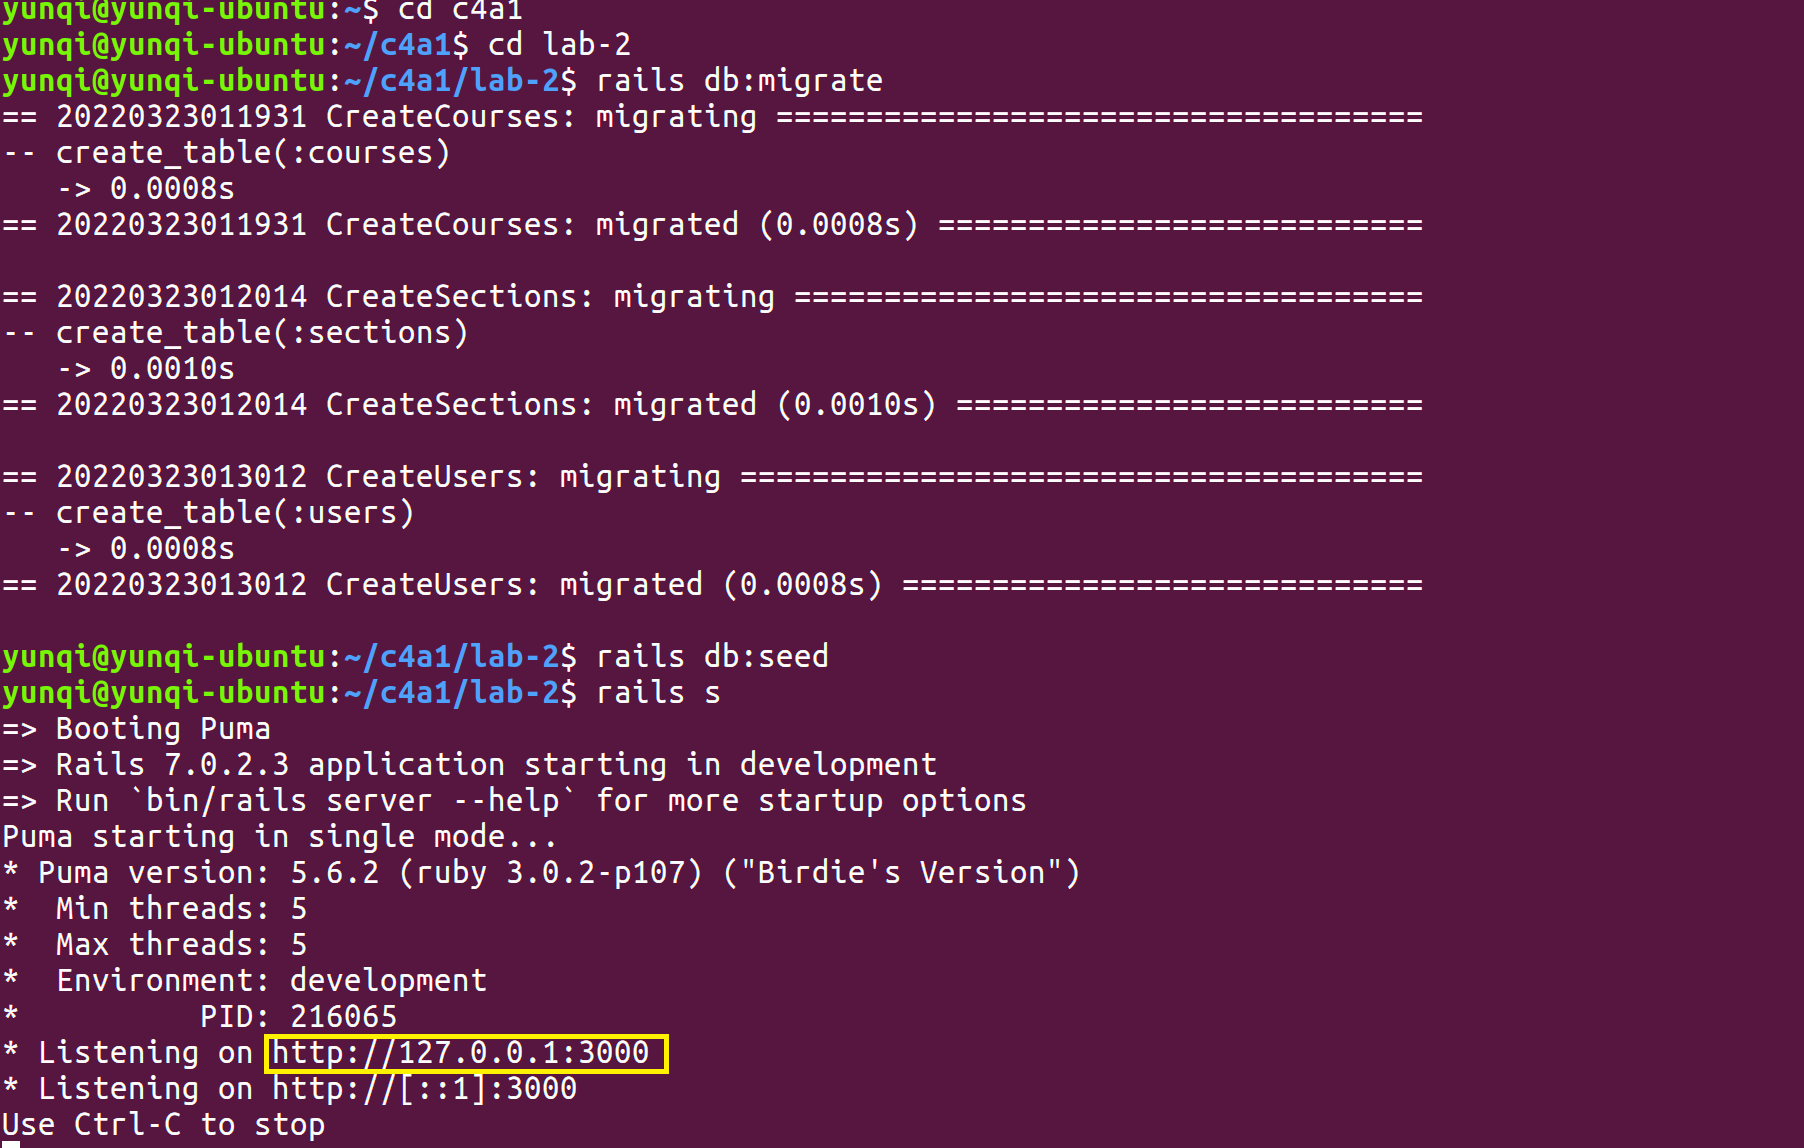 yunqi@yunqi-ubuntu:~$ cd c4a1
yunqi@yunqi-ubuntu:~/c4a1$ cd lab-2
yunqi@yunqi-ubuntu:~/c4a1/lab-2$ rails db:migrate
== 20220323011931 CreateCourses: migrating ====================================
-- create_table(:courses)
   -> 0.0008s
== 20220323011931 CreateCourses: migrated (0.0008s) ===========================

== 20220323012014 CreateSections: migrating ===================================
-- create_table(:sections)
   -> 0.0010s
== 20220323012014 CreateSections: migrated (0.0010s) ==========================

== 20220323013012 CreateUsers: migrating ======================================
-- create_table(:users)
   -> 0.0008s
== 20220323013012 CreateUsers: migrated (0.0008s) =============================

yunqi@yunqi-ubuntu:~/c4a1/lab-2$ rails db:seed
yunqi@yunqi-ubuntu:~/c4a1/lab-2$ rails s
=> Booting Puma
=> Rails 7.0.2.3 application starting in development
=> Run `bin/rails server --help` for more startup options
Puma starting in single mode...
* Puma version: 5.6.2 (ruby 3.0.2-p107) ("Birdie's Version")
*  Min threads: 5
*  Max threads: 5
*  Environment: development
*          PID: 216065
* Listening on http://127.0.0.1:3000
* Listening on http://[::1]:3000
Use Ctrl-C to stop